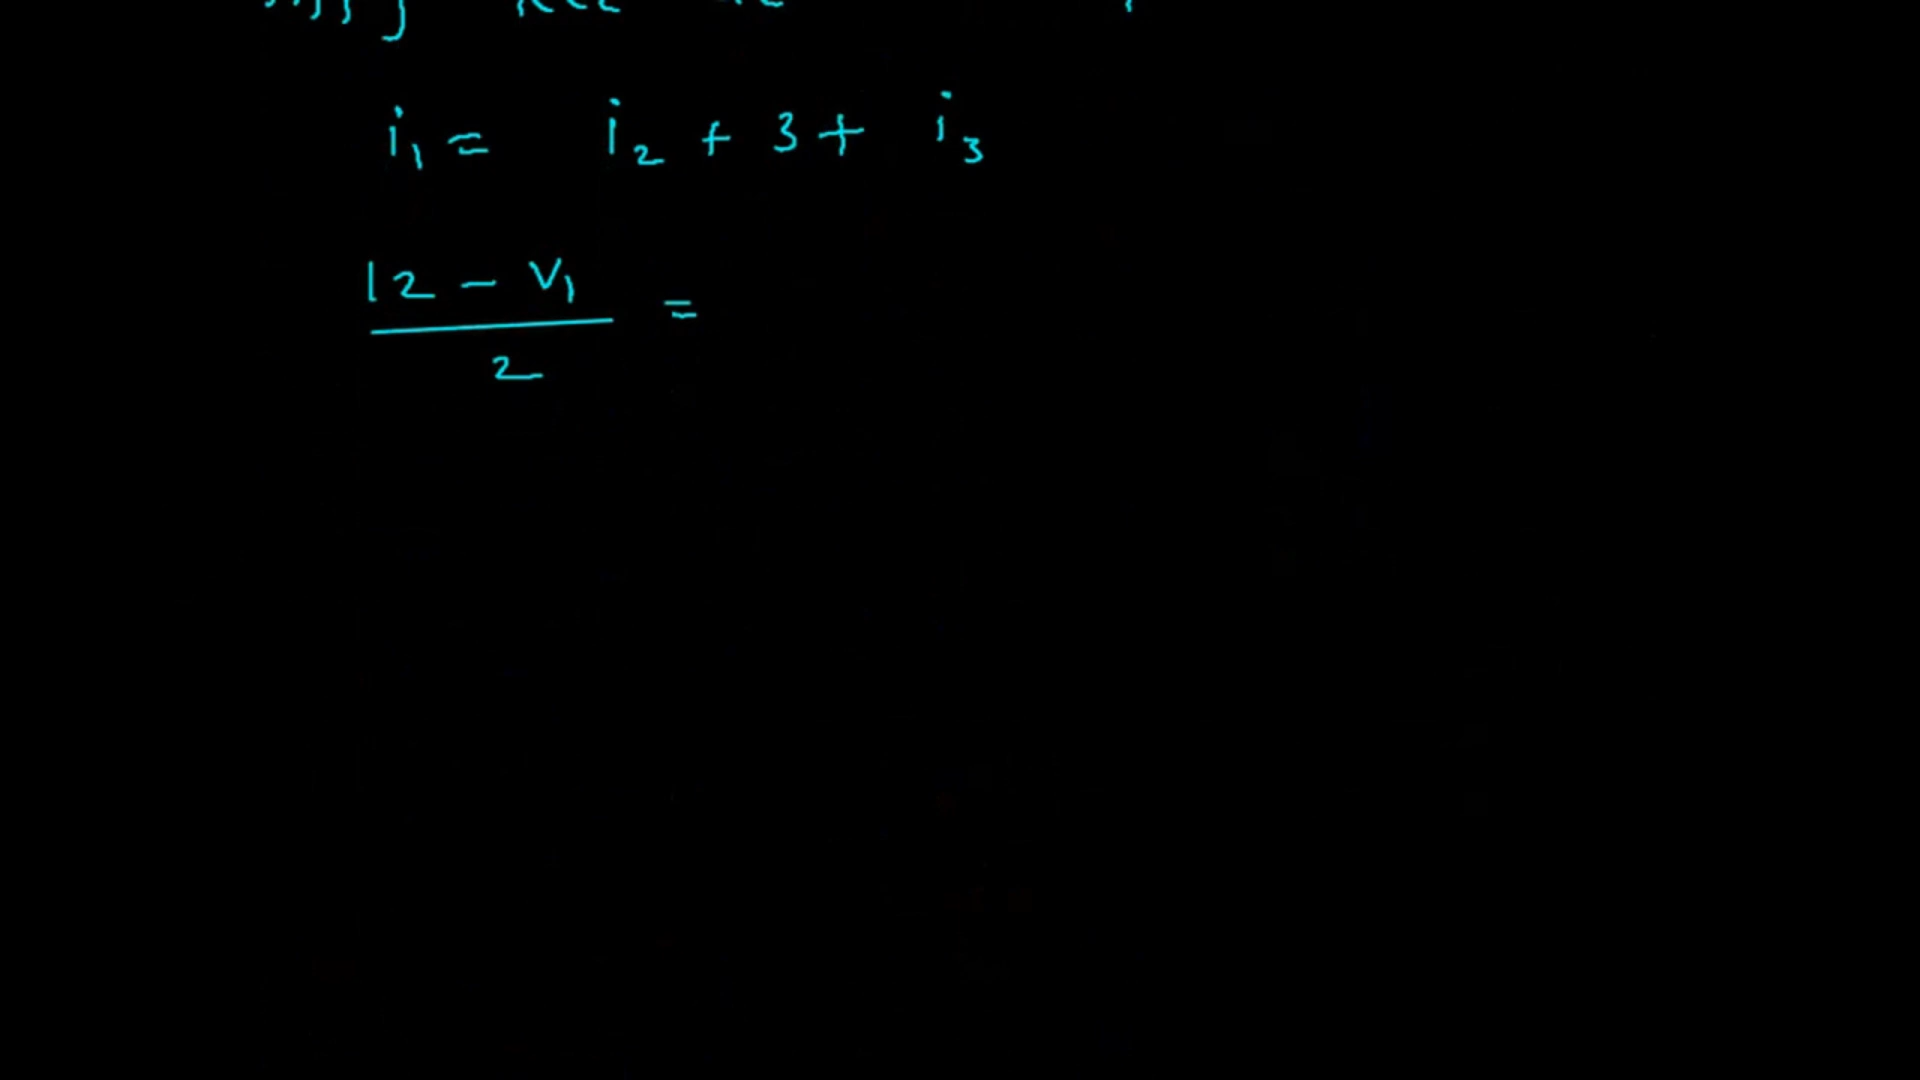 i₁ = i₂ + 3 + i₃
12 - V₁ =
2